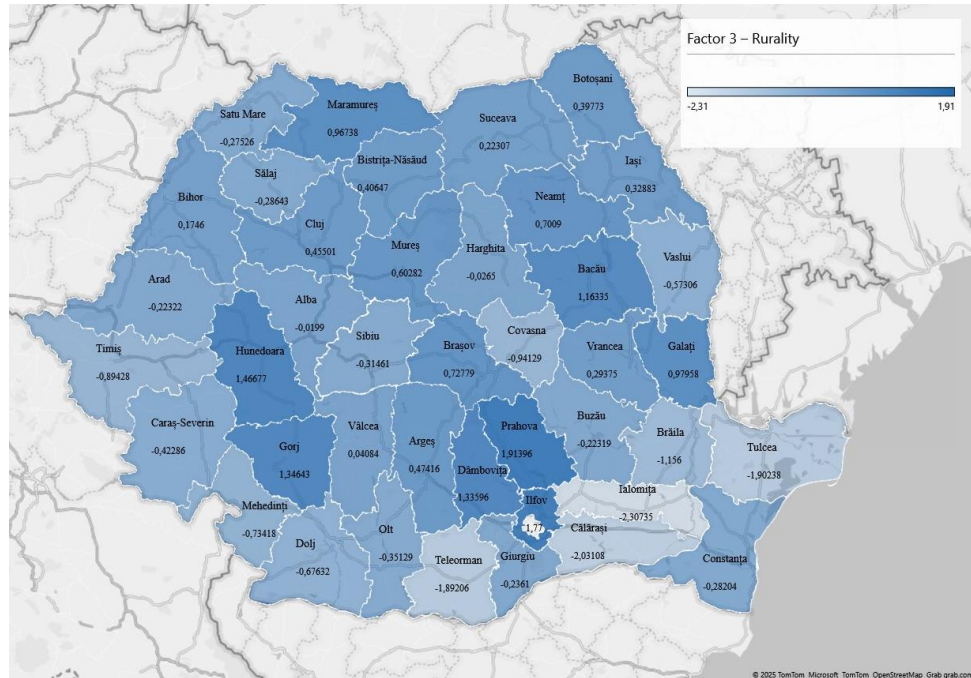 Factor 3 – Rurality
-2,31
1,91
Botoșani
0,39773
Satu Mare
-0,27526
Maramureș
0,96738
Suceava
0,22307
Bistrița-Năsăud
0,40647
Iași
0,32883
Sălaj
-0,28643
Neamț
0,7009
Bihor
0,1746
Cluj
0,45501
Mureș
0,60282
Harghita
-0,0265
Bacău
1,16335
Vaslui
-0,57306
Arad
-0,22322
Alba
-0,0199
Sibiu
-0,31461
Covasna
-0,94129
Timiș
-0,89428
Hunedoara
1,46677
Brașov
0,72779
Vrancea
0,29375
Galați
0,97958
Caraș-Severin
-0,42286
Gorj
1,34643
Vâlcea
0,04084
Argeș
0,47416
Prahova
1,91396
Dâmbovița
1,33596
Buzău
-0,22319
Brăila
-1,156
Tulcea
-1,90238
Mehedinți
-0,73418
Ilfov
1,77
Ialomița
-2,30735
Dolj
-0,67632
Olt
-0,35129
Teleorman
-1,89206
Giurgiu
-0,2361
Călărași
-2,03108
Constanța
-0,28204
© 2025 TomTom, Microsoft, TomTom, OpenStreetMap, Grab grab.com